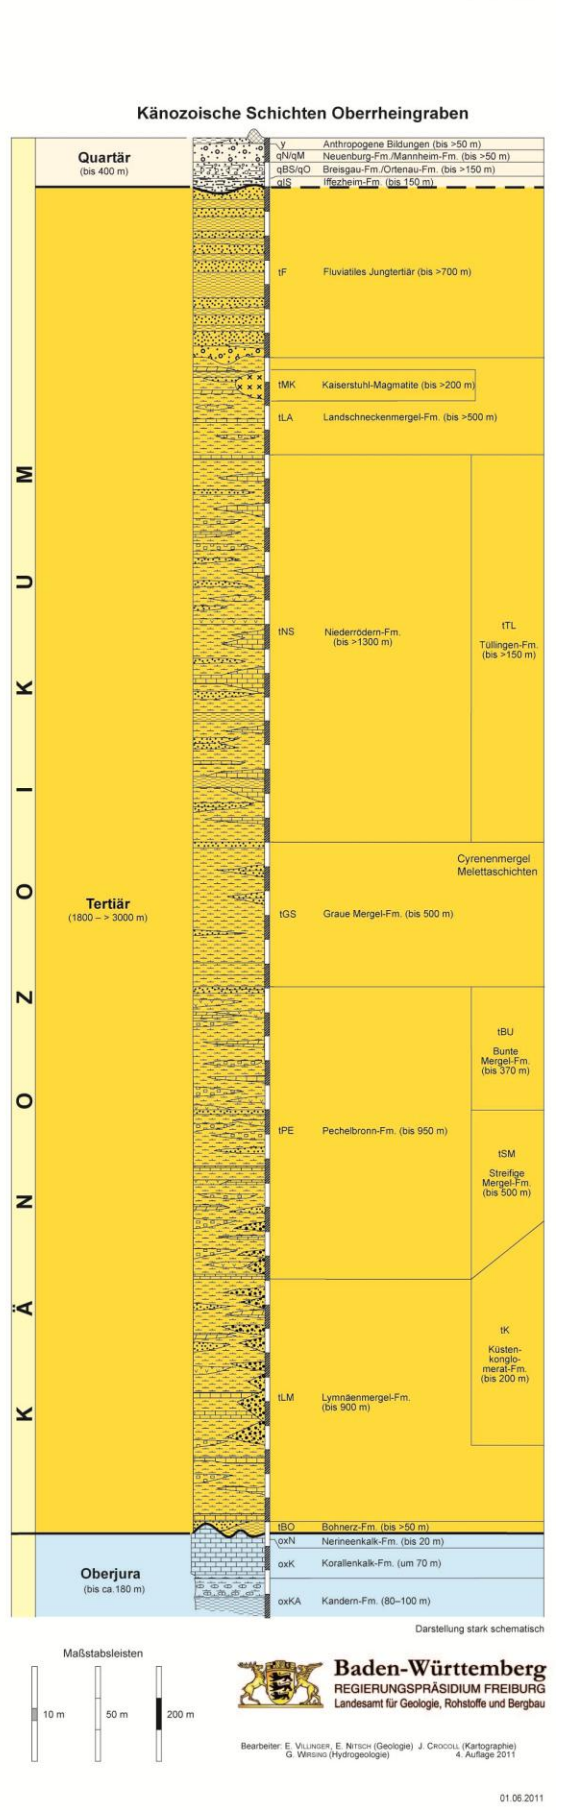 Känozoische Schichten Oberrheingraben
KÄNOZOIKUM
Quartär
(bis 400 m)
y Anthropogene Bildungen (bis >50 m)
qN/qM Neuenburg-Fm./Mannheim-Fm. (bis >50 m)
qBS/qO Breisgau-Fm./Ortenau-Fm. (bis >150 m)
qIS Iffezheim-Fm. (bis 150 m)
Tertiär
(1800 – > 3000 m)
tF Fluviatiles Jungtertiär (bis >700 m)
tMK Kaiserstuhl-Magmatite (bis >200 m)
tLA Landschneckenmergel-Fm. (bis >500 m)
tNS Niederrödern-Fm.
(bis >1300 m)
tTL
Tüllingen-Fm.
(bis >150 m)
Cyrenenmergel
Melettaschichten
tGS Graue Mergel-Fm. (bis 500 m)
tPE Pechelbronn-Fm. (bis 950 m)
tBU
Bunte
Mergel-Fm.
(bis 370 m)
tSM
Streifige
Mergel-Fm.
(bis 500 m)
tK
Küsten-
konglo-
merat-Fm.
(bis 200 m)
tLM Lymnäenmergel-Fm.
(bis 900 m)
tBO Bohnerz-Fm. (bis >50 m)
Oberjura
(bis ca.180 m)
oxN Nerineenkalk-Fm. (bis 20 m)
oxK Korallenkalk-Fm. (um 70 m)
oxKA Kandern-Fm. (80–100 m)
Darstellung stark schematisch
Maßstabsleisten
10 m 50 m 200 m
Baden-Württemberg
REGIERUNGSPRÄSIDIUM FREIBURG
Landesamt für Geologie, Rohstoffe und Bergbau
Bearbeiter: E. VILLINGER, E. NITSCH (Geologie) J. CROCOLL (Kartographie)
G. WIRSING (Hydrogeologie) 4. Auflage 2011
01.06.2011